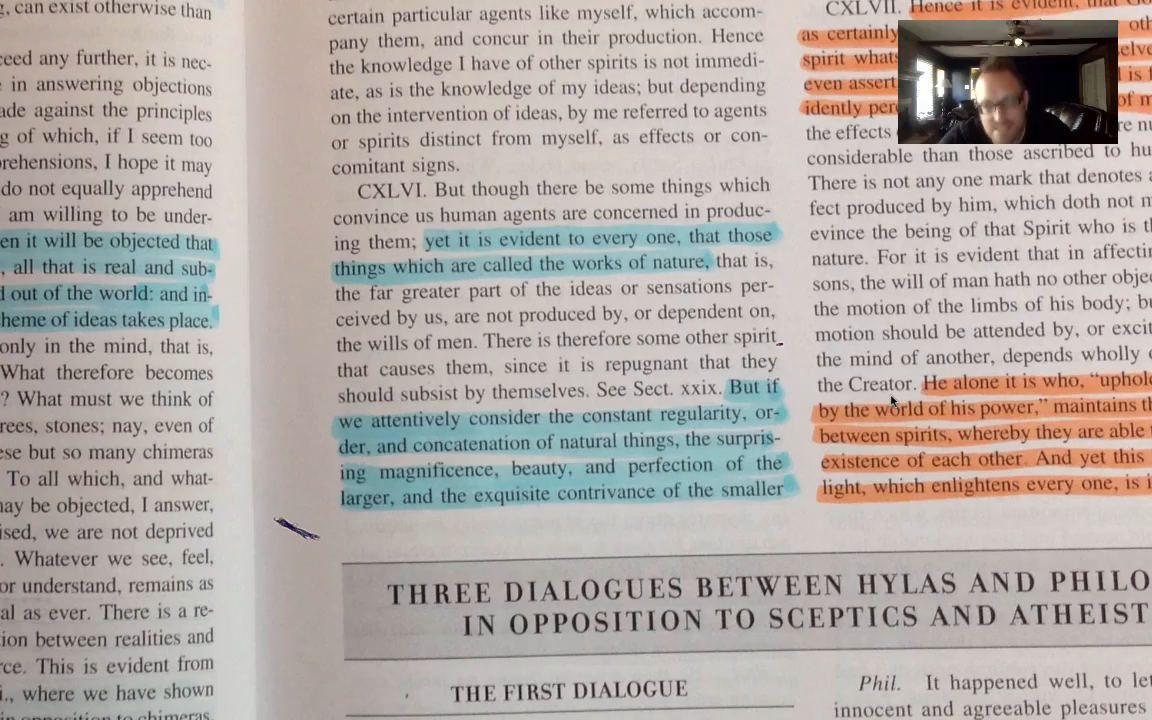 g, can exist otherwise than
ceed any further, it is nec-
e in answering objections
ade against the principles
g of which, if I seem too
prehensions, I hope it may
do not equally apprehend
am willing to be under-
en it will be objected that
, all that is real and sub-
d out of the world: and in-
heme of ideas takes place.
only in the mind, that is,
What therefore becomes
? What must we think of
rees, stones; nay, even of
ese but so many chimeras
To all which, and what-
may be objected, I answer,
ised, we are not deprived
. Whatever we see, feel,
or understand, remains as
al as ever. There is a re-
tion between realities and
rce. This is evident from
i., where we have shown
in opposition to chimeras,
certain particular agents like myself, which accom-
pany them, and concur in their production. Hence
the knowledge I have of other spirits is not immedi-
ate, as is the knowledge of my ideas; but depending
on the intervention of ideas, by me referred to agents
or spirits distinct from myself, as effects or con-
comitant signs.
CXLVI. But though there be some things which
convince us human agents are concerned in produc-
ing them; yet it is evident to every one, that those
things which are called the works of nature, that is,
the far greater part of the ideas or sensations per-
ceived by us, are not produced by, or dependent on,
the wills of men. There is therefore some other spirit
that causes them, since it is repugnant that they
should subsist by themselves. See Sect. xxix. But if
we attentively consider the constant regularity, or-
der, and concatenation of natural things, the surpris-
ing magnificence, beauty, and perfection of the
larger, and the exquisite contrivance of the smaller
CXLVII. Hence it is evident, that
as certainly oth
spirit whats elve
even assert l is f
idently perc of m
the effects re nu
considerable than those ascribed to hu
There is not any one mark that denotes a
fect produced by him, which doth not m
evince the being of that Spirit who is th
nature. For it is evident that in affectin
sons, the will of man hath no other objec
the motion of the limbs of his body; bu
motion should be attended by, or excit
the mind of another, depends wholly o
the Creator. He alone it is who, "uphol
by the world of his power," maintains th
between spirits, whereby they are able t
existence of each other. And yet this
light, which enlightens every one, is i
THREE DIALOGUES BETWEEN HYLAS AND PHILO
IN OPPOSITION TO SCEPTICS AND ATHEIST
THE FIRST DIALOGUE
Phil. It happened well, to let
innocent and agreeable pleasures